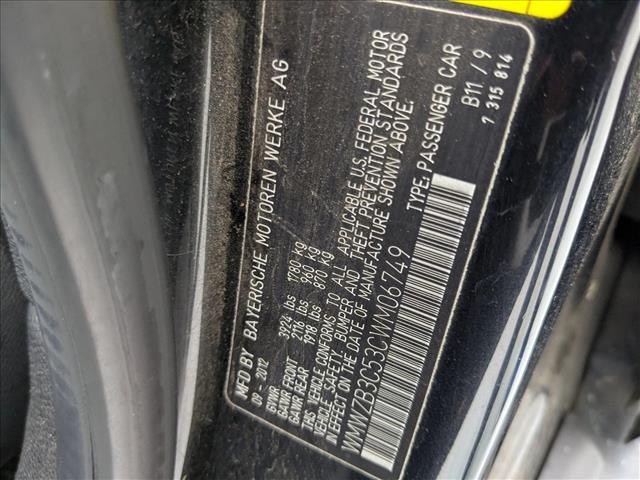 MFD BY BAYERISCHE MOTOREN WERKE AG
09-2012
GVWR 3924 lbs 1780 kg
GAWR FRONT 2116 lbs 960 kg
GAWR REAR 1918 lbs 870 kg
THIS VEHICLE CONFORMS TO ALL APPLICABLE U.S. FEDERAL MOTOR
VEHICLE SAFETY, BUMPER AND THEFT PREVENTION STANDARDS
IN EFFECT ON THE DATE OF MANUFACTURE SHOWN ABOVE.
WMWZB3C53CWM06749
TYPE: PASSENGER CAR
B11 / 9
7 315 814